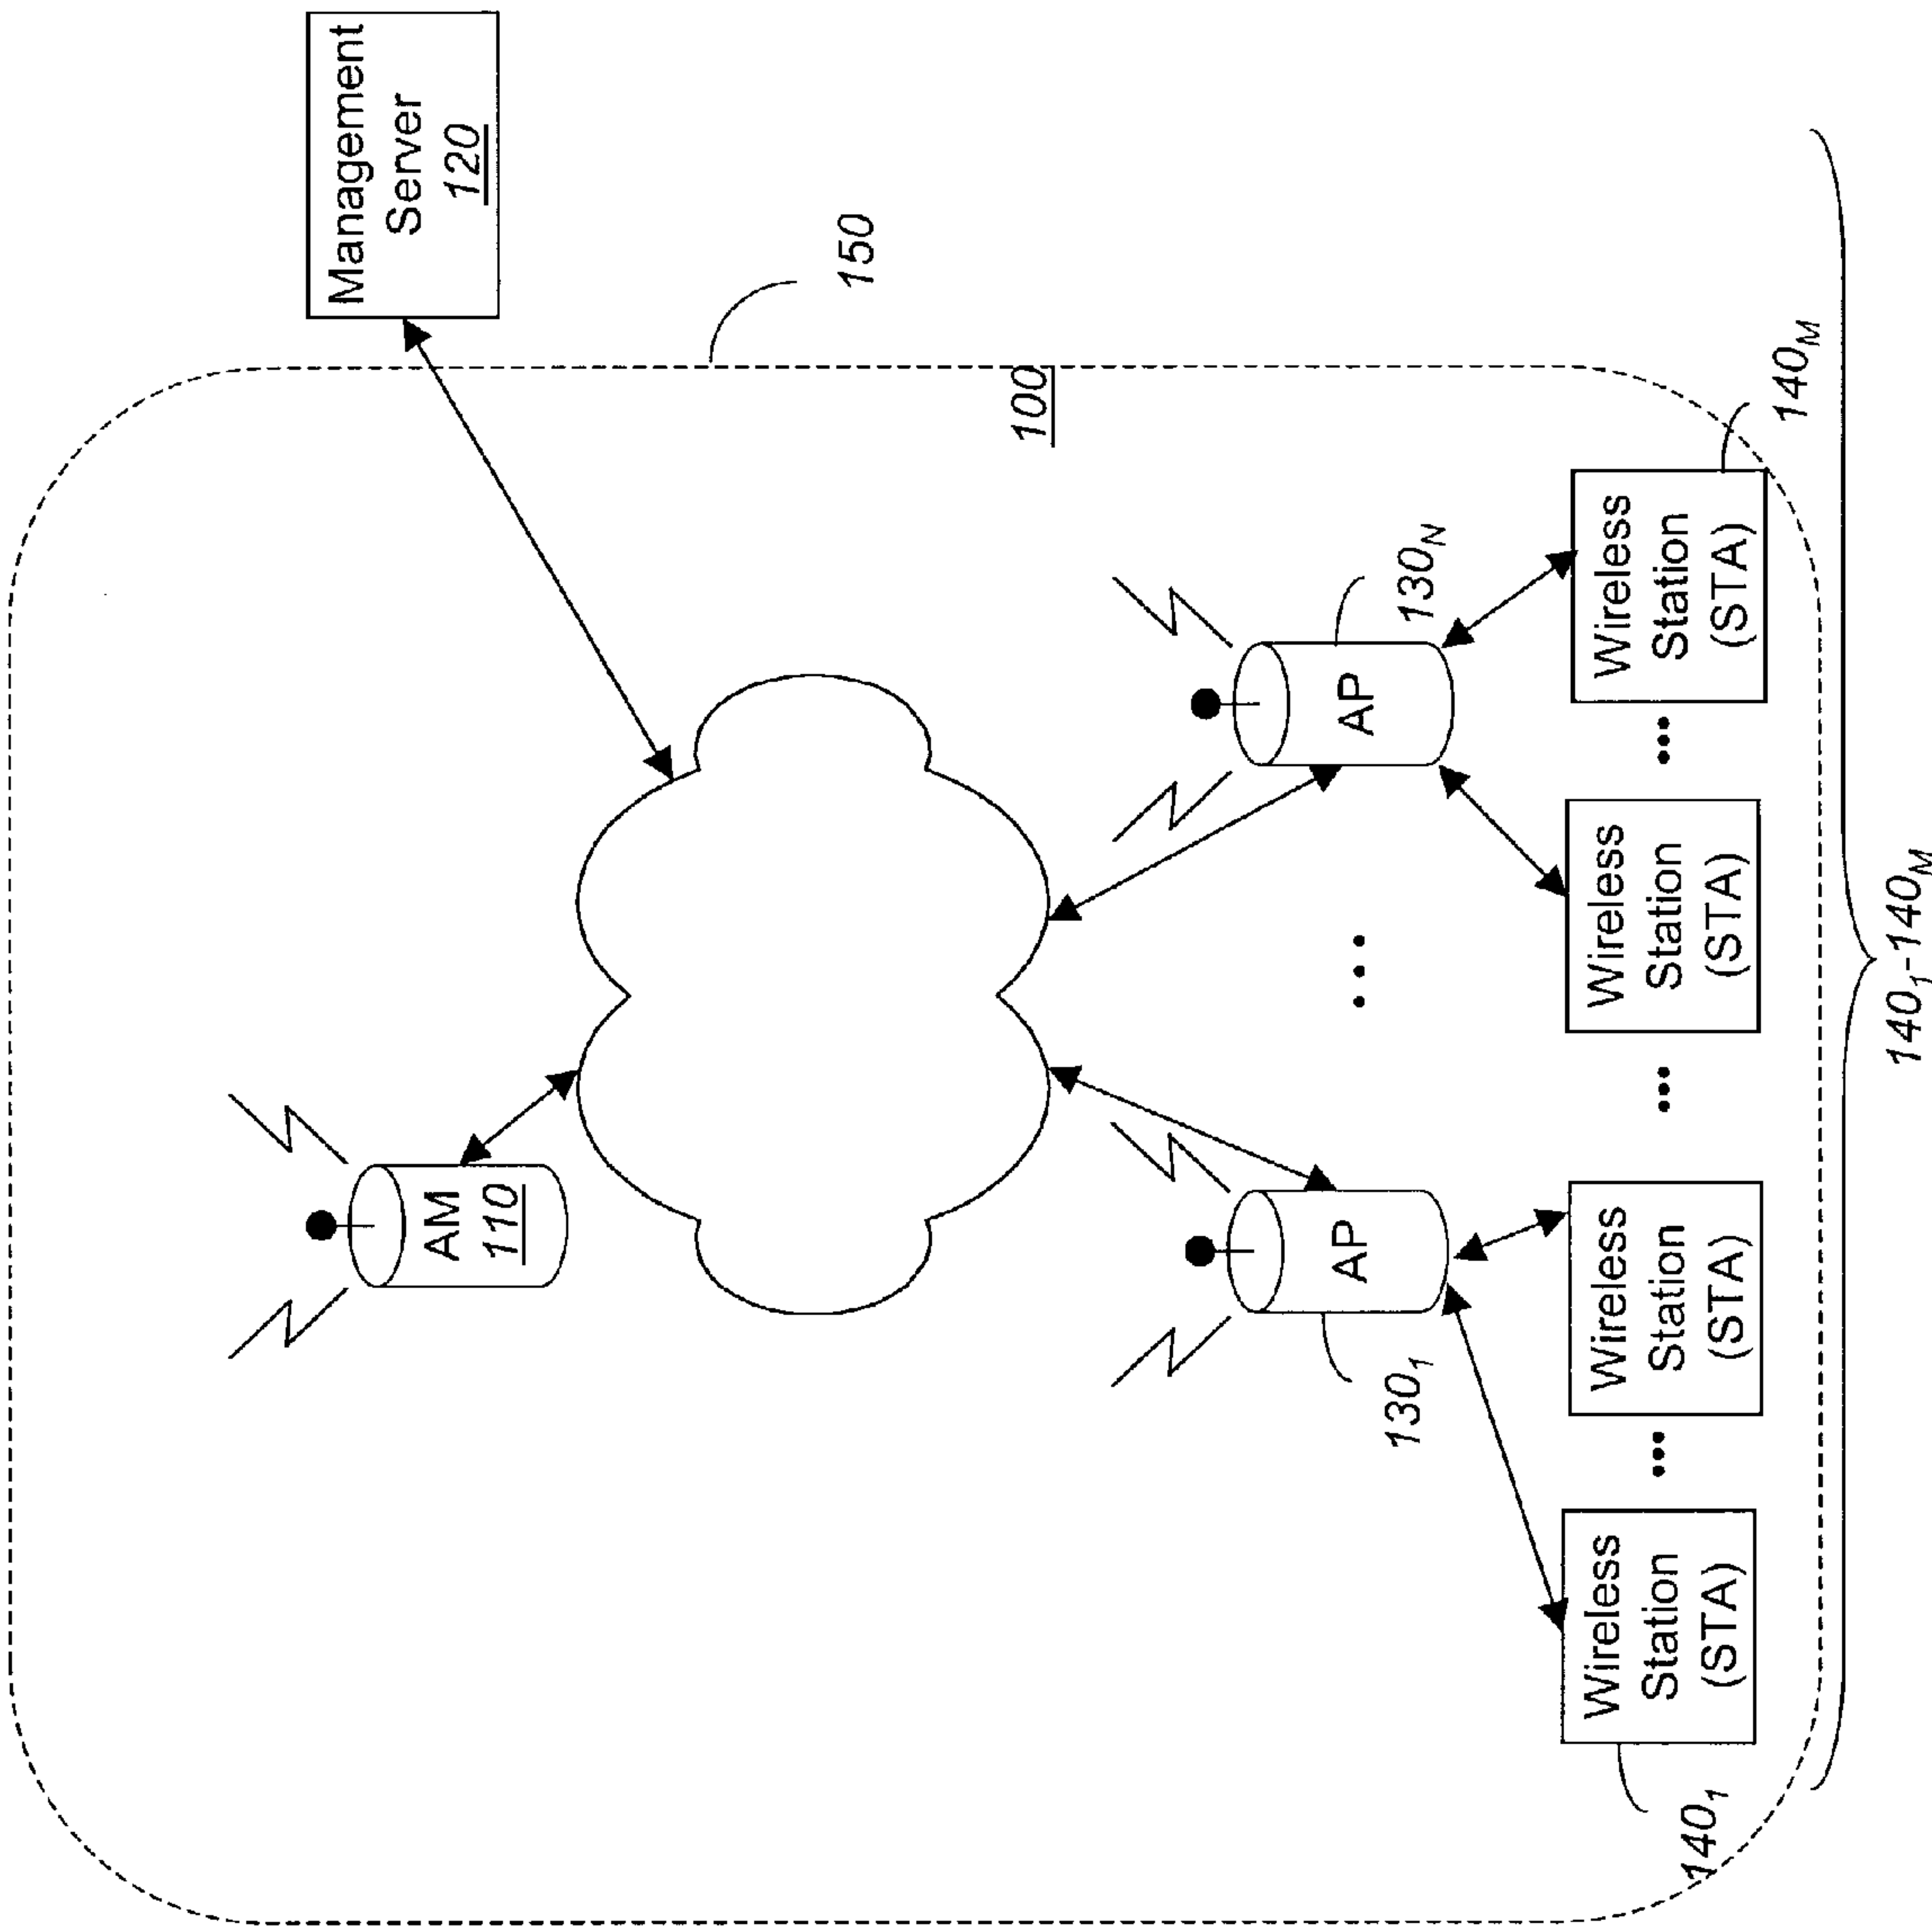 Management
Server
120
150
AM
110
100
AP
130₁
...
AP
130N
140₁
Wireless
Station
(STA)
...
Wireless
Station
(STA)
...
Wireless
Station
(STA)
...
Wireless
Station
(STA)
140M
140₁-140M